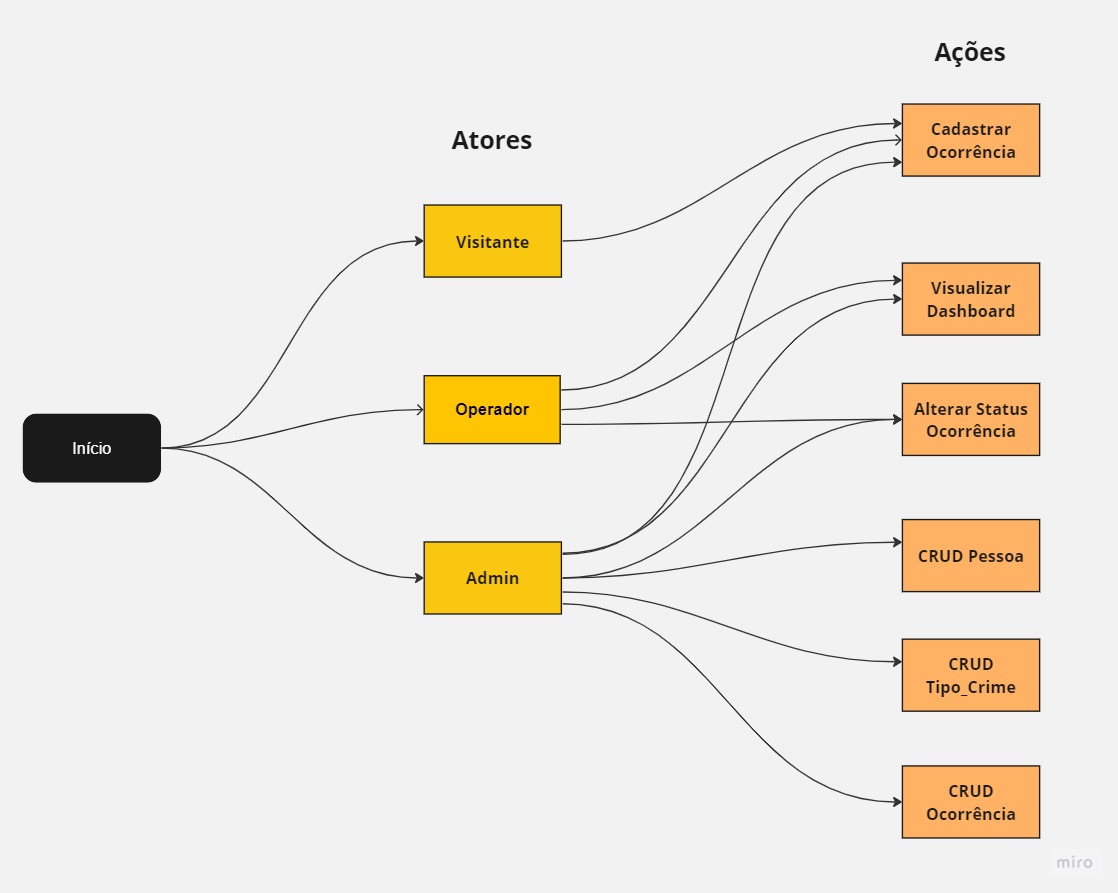 Ações
Atores
Cadastrar
Ocorrência
Visitante
Visualizar
Dashboard
Operador
Alterar Status
Ocorrência
Início
CRUD Pessoa
Admin
CRUD
Tipo_Crime
CRUD
Ocorrência
miro